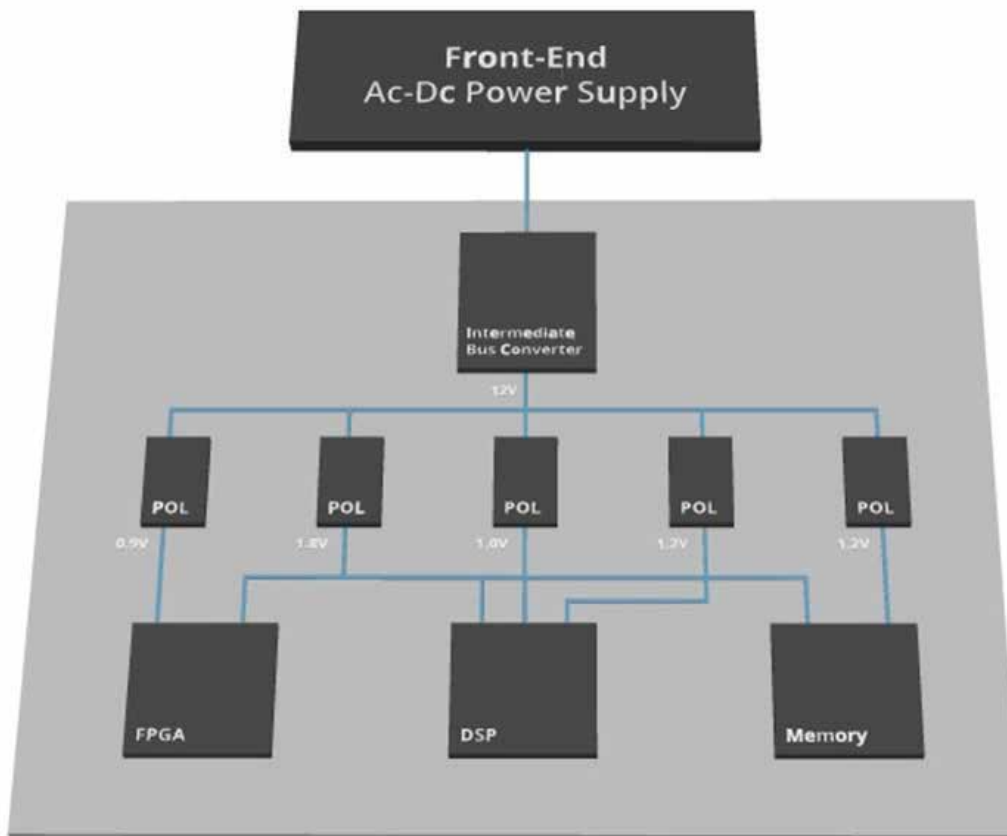 Front-End
Ac-Dc Power Supply
Intermediate
Bus Converter
12V
POL
POL
POL
POL
POL
0.9V
1.8V
1.0V
1.2V
1.2V
FPGA
DSP
Memory